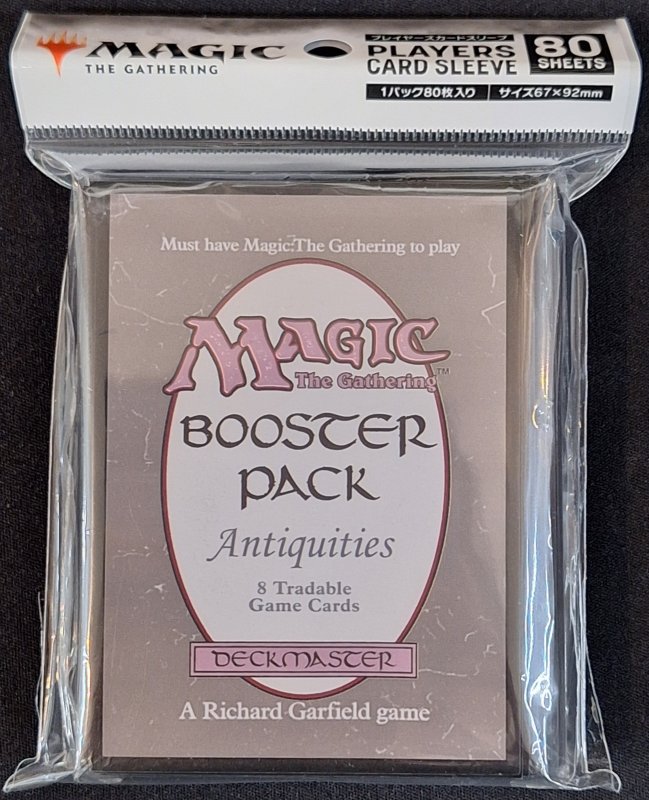 MAGIC
THE GATHERING
プレイヤーズカードスリーブ
PLAYERS
CARD SLEEVE
80
SHEETS
1パック80枚入り
サイズ67×92mm
Must have Magic:The Gathering to play
MAGIC
The Gathering™
BOOSTER
PACK
Antiquities
8 Tradable
Game Cards
DECKMASTER
A Richard Garfield game